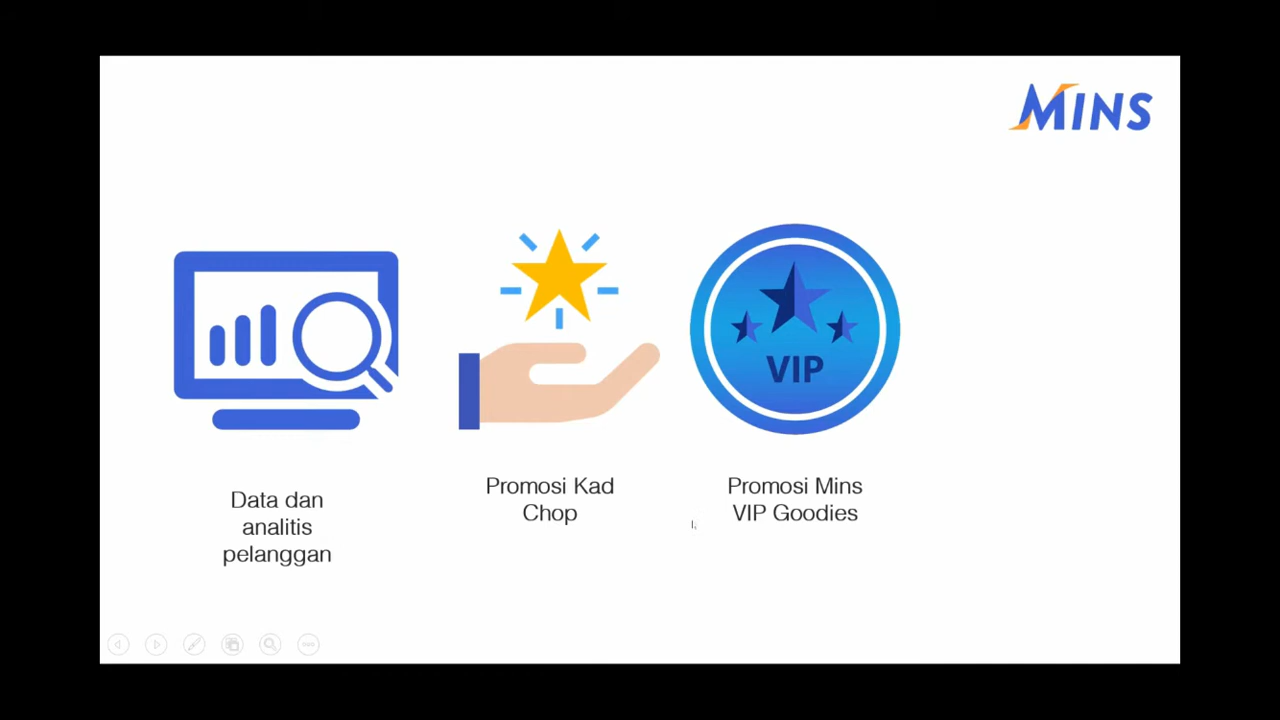 MINS
VIP
Data dan
analitis
pelanggan
Promosi Kad
Chop
Promosi Mins
VIP Goodies